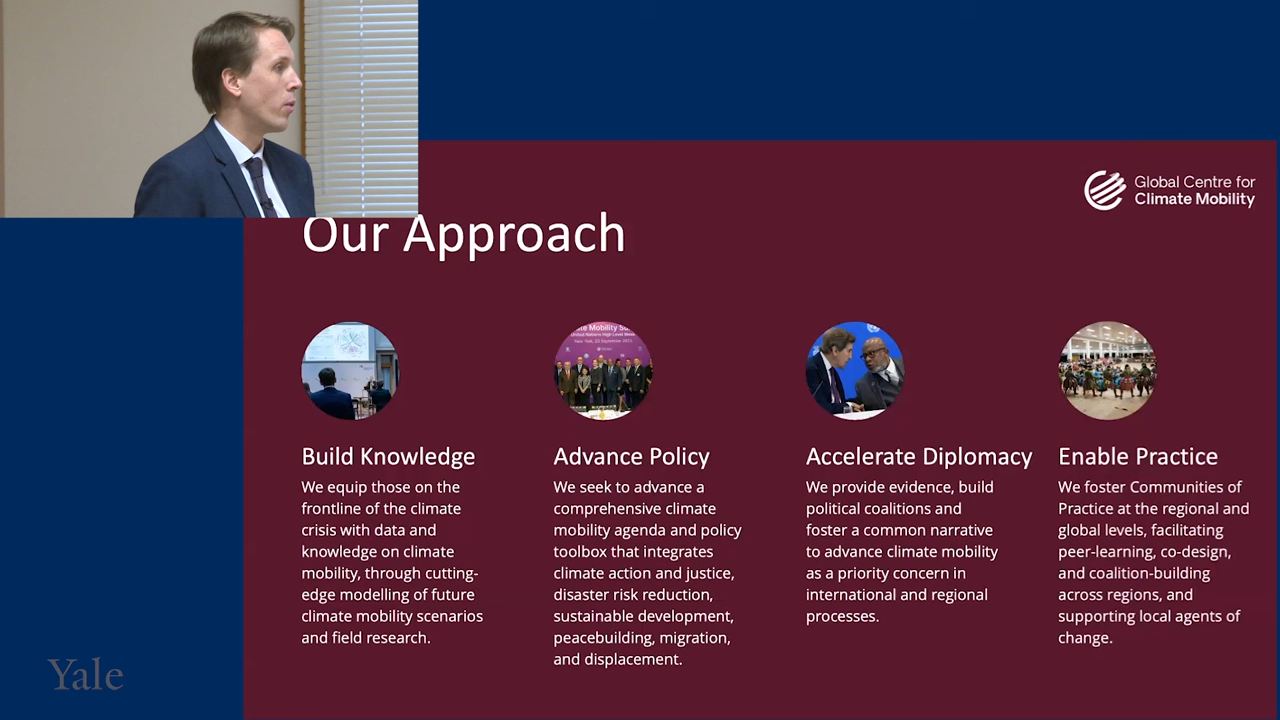 Global Centre for
Climate Mobility
Our Approach
Build Knowledge
We equip those on the
frontline of the climate
crisis with data and
knowledge on climate
mobility, through cutting-
edge modelling of future
climate mobility scenarios
and field research.
Advance Policy
We seek to advance a
comprehensive climate
mobility agenda and policy
toolbox that integrates
climate action and justice,
disaster risk reduction,
sustainable development,
peacebuilding, migration,
and displacement.
Accelerate Diplomacy
We provide evidence, build
political coalitions and
foster a common narrative
to advance climate mobility
as a priority concern in
international and regional
processes.
Enable Practice
We foster Communities of
Practice at the regional and
global levels, facilitating
peer-learning, co-design,
and coalition-building
across regions, and
supporting local agents of
change.
Yale